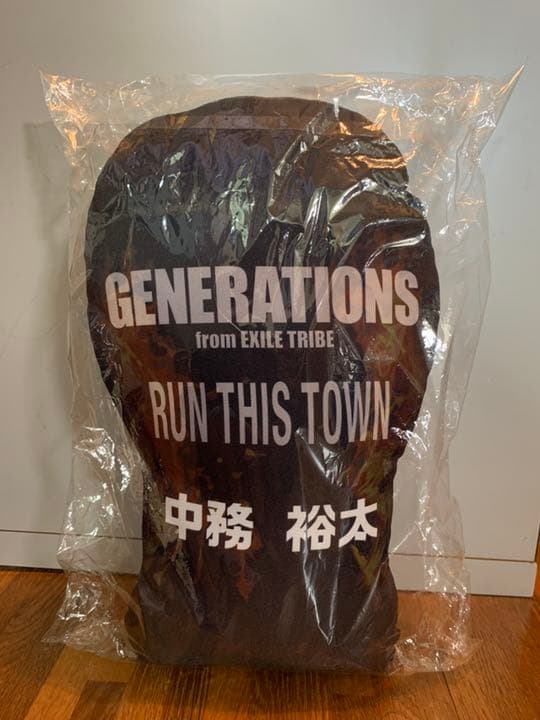 GENERATIONS
from EXILE TRIBE
RUN THIS TOWN
中務 裕太